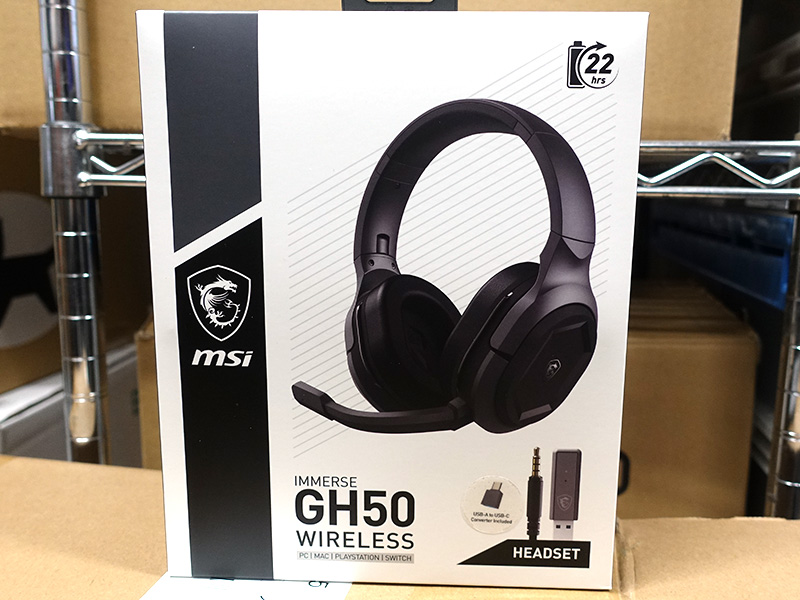 22
hrs
msi
IMMERSE
GH50
WIRELESS
PC | MAC | PLAYSTATION | SWITCH
USB-A to USB-C
Converter Included
HEADSET